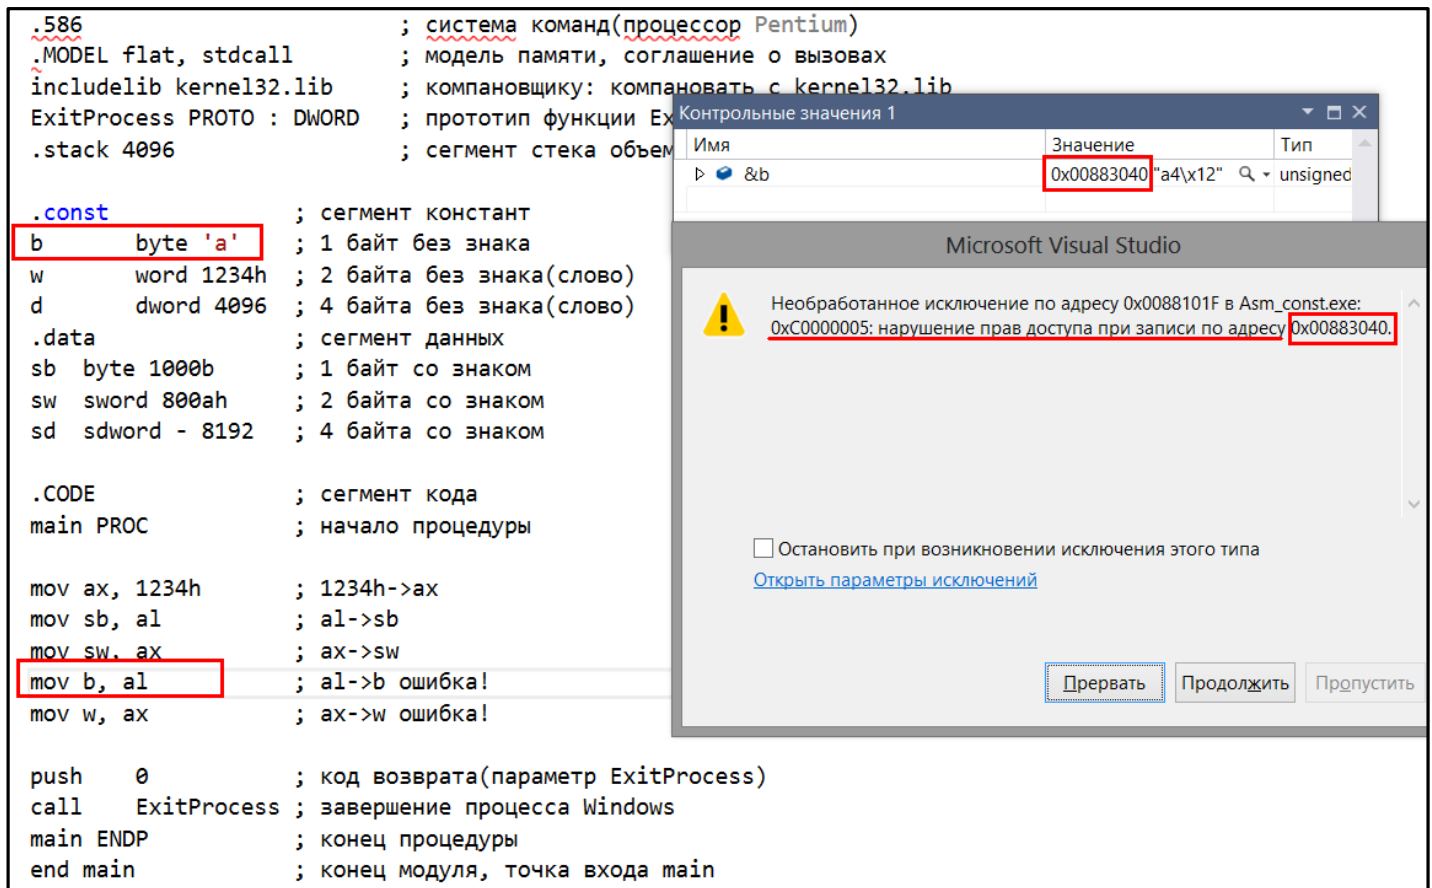 .586 ; система команд(процессор Pentium)
.MODEL flat, stdcall ; модель памяти, соглашение о вызовах
includelib kernel32.lib ; компановщику: компановать с kernel32.lib
ExitProcess PROTO : DWORD ; прототип функции Ex
.stack 4096 ; сегмент стека объем
.const ; сегмент констант
b byte 'a' ; 1 байт без знака
w word 1234h ; 2 байта без знака(слово)
d dword 4096 ; 4 байта без знака(слово)
.data ; сегмент данных
sb byte 1000b ; 1 байт со знаком
sw sword 800ah ; 2 байта со знаком
sd sdword - 8192 ; 4 байта со знаком
.CODE ; сегмент кода
main PROC ; начало процедуры
mov ax, 1234h ; 1234h->ax
mov sb, al ; al->sb
mov sw, ax ; ax->sw
mov b, al ; al->b ошибка!
mov w, ax ; ax->w ошибка!
push 0 ; код возврата(параметр ExitProcess)
call ExitProcess ; завершение процесса Windows
main ENDP ; конец процедуры
end main ; конец модуля, точка входа main
Контрольные значения 1
Имя Значение Тип
&b 0x00883040 "a4\x12" unsigned
Microsoft Visual Studio
Необработанное исключение по адресу 0x0088101F в Asm_const.exe:
0xC0000005: нарушение прав доступа при записи по адресу 0x00883040.
Остановить при возникновении исключения этого типа
Открыть параметры исключений
Прервать Продолжить Пропустить